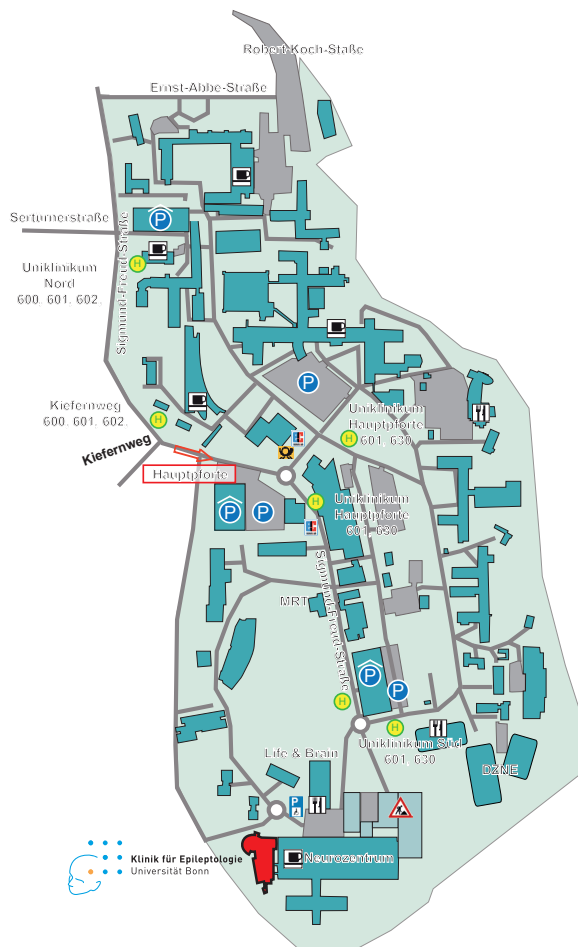 Robert-Koch-Staße
Ernst-Abbe-Straße
Serturnerstraße
P
H
Sigmund-Freud-Straße
Uniklinikum
Nord
600. 601. 602.
P
Kiefernweg
600. 601, 602.
H
Uniklinikum
Hauptpforte
601, 630
H
Kiefernweg
Hauptpforte
P
P
H
Uniklinikum
Hauptpforte
601, 630
Sigmund-Freud-Straße
MRT
P
P
H
H
Uniklinikum Süd
601, 630
DZNE
Life & Brain
P
Neurozentrum
Klinik für Epileptologie
Universität Bonn